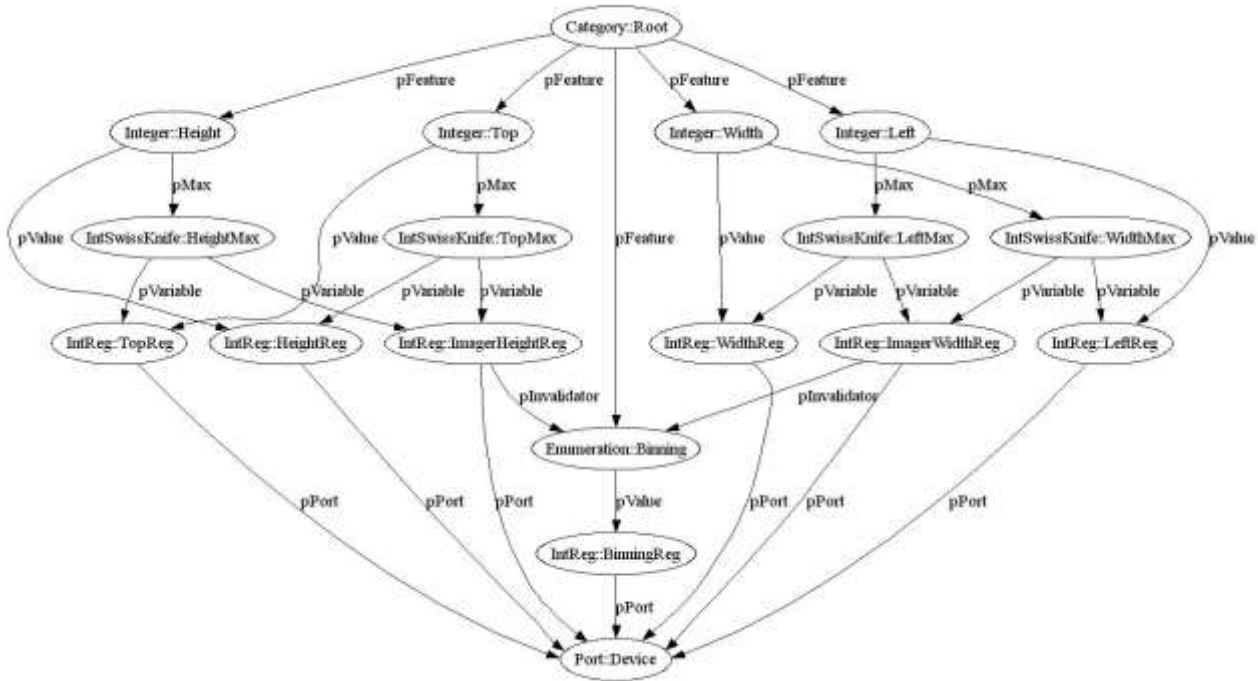 Category::Root
pFeature
pFeature
pFeature
pFeature
Integer::Height
Integer::Top
Integer::Width
Integer::Left
pMax
pMax
pMax
pMax
pValue
IntSwissKnife::HeightMax
pValue
IntSwissKnife::TopMax
pFeature
pValue
IntSwissKnife::LeftMax
IntSwissKnife::WidthMax
pValue
pVariable
pVariable
pVariable
pVariable
pVariable
pVariable
pVariable
pVariable
IntReg::TopReg
IntReg::HeightReg
IntReg::ImagerHeightReg
IntReg::WidthReg
IntReg::ImagerWidthReg
IntReg::LeftReg
pInvalidator
pInvalidator
Enumeration::Binning
pPort
pPort
pPort
pValue
pPort
pPort
pPort
IntReg::BinningReg
pPort
Port::Device